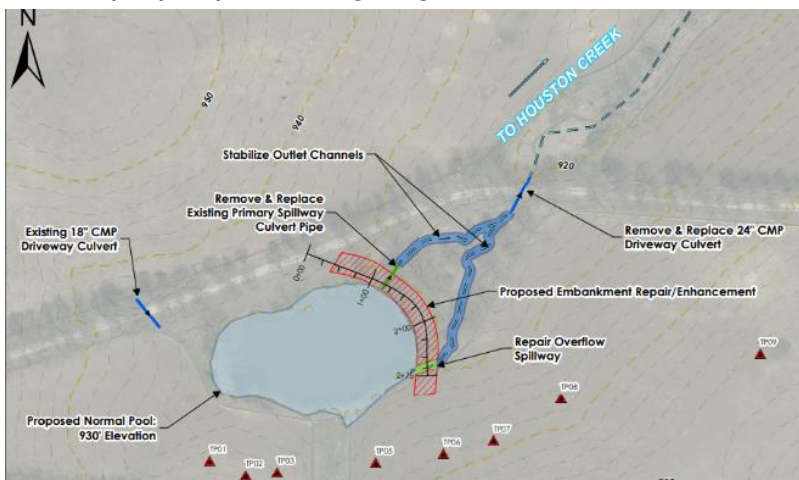 N
TO HOUSTON CREEK
950
940
Stabilize Outlet Channels
920
Remove & Replace
Existing Primary Spillway
Culvert Pipe
Existing 18" CMP
Driveway Culvert
Remove & Replace 24" CMP
Driveway Culvert
0+00
1+00
Proposed Embankment Repair/Enhancement
2+00
Repair Overflow
Spillway
2+75
TP09
TP08
Proposed Normal Pool:
930' Elevation
TP07
TP06
TP01
TP05
TP02
TP03